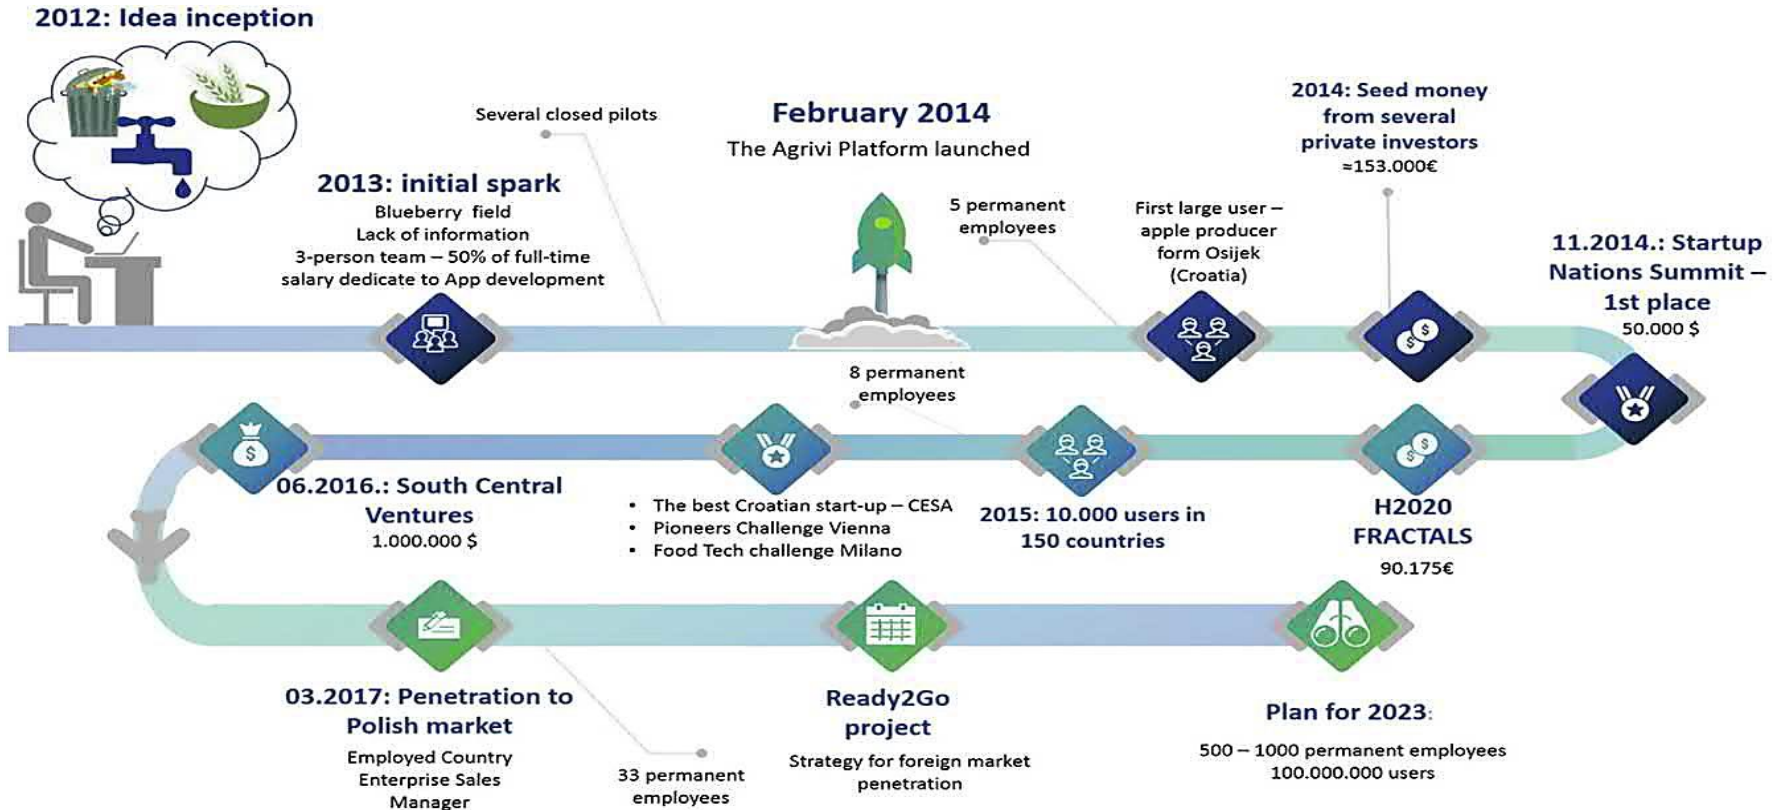 2012: Idea inception
2013: initial spark
Blueberry field
Lack of information
3-person team – 50% of full-time
salary dedicate to App development
Several closed pilots
February 2014
The Agrivi Platform launched
5 permanent
employees
First large user –
apple producer
form Osijek
(Croatia)
2014: Seed money
from several
private investors
≈153.000€
11.2014.: Startup
Nations Summit –
1st place
50.000 $
H2020
FRACTALS
90.175€
2015: 10.000 users in
150 countries
8 permanent
employees
• The best Croatian start-up – CESA
• Pioneers Challenge Vienna
• Food Tech challenge Milano
06.2016.: South Central
Ventures
1.000.000 $
03.2017: Penetration to
Polish market
Employed Country
Enterprise Sales
Manager
33 permanent
employees
Ready2Go
project
Strategy for foreign market
penetration
Plan for 2023:
500 – 1000 permanent employees
100.000.000 users